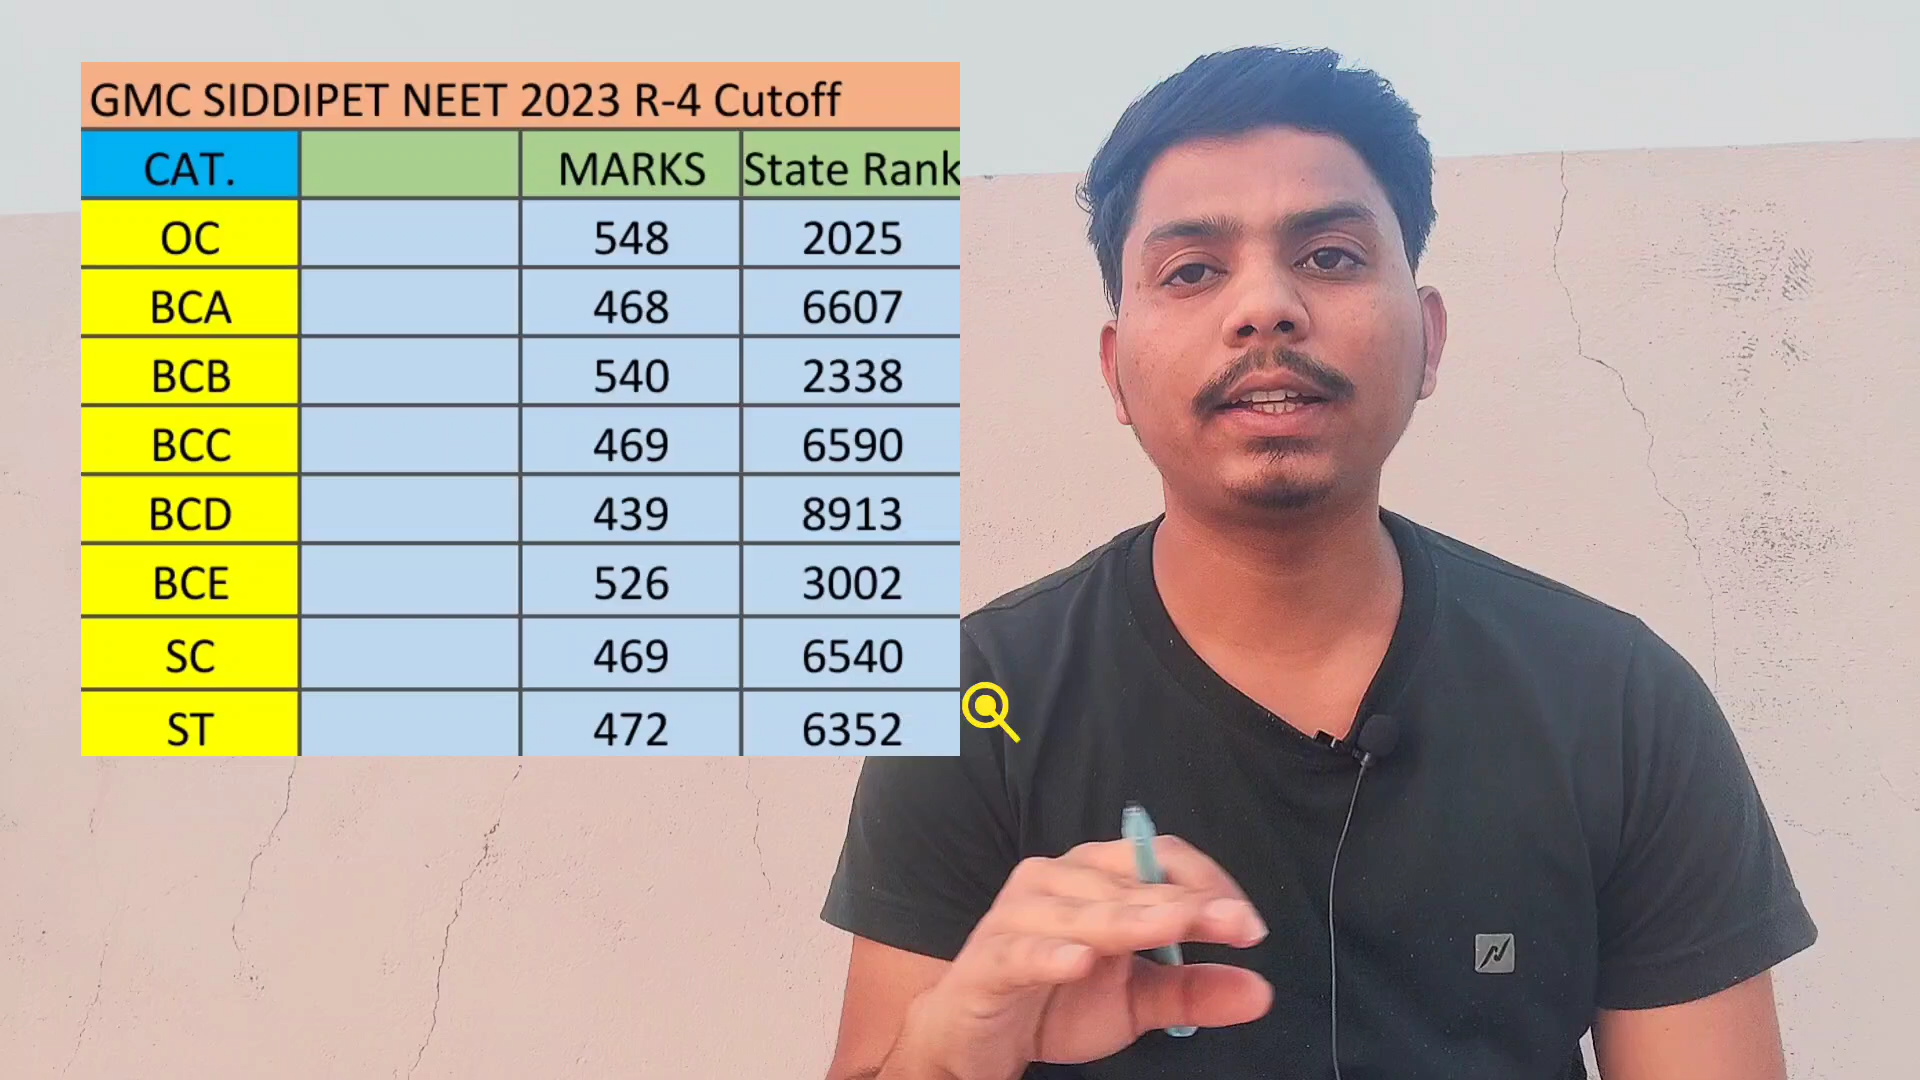 GMC SIDDIPET NEET 2023 R-4 Cutoff
CAT. MARKS State Rank
OC 548 2025
BCA 468 6607
BCB 540 2338
BCC 469 6590
BCD 439 8913
BCE 526 3002
SC 469 6540
ST 472 6352